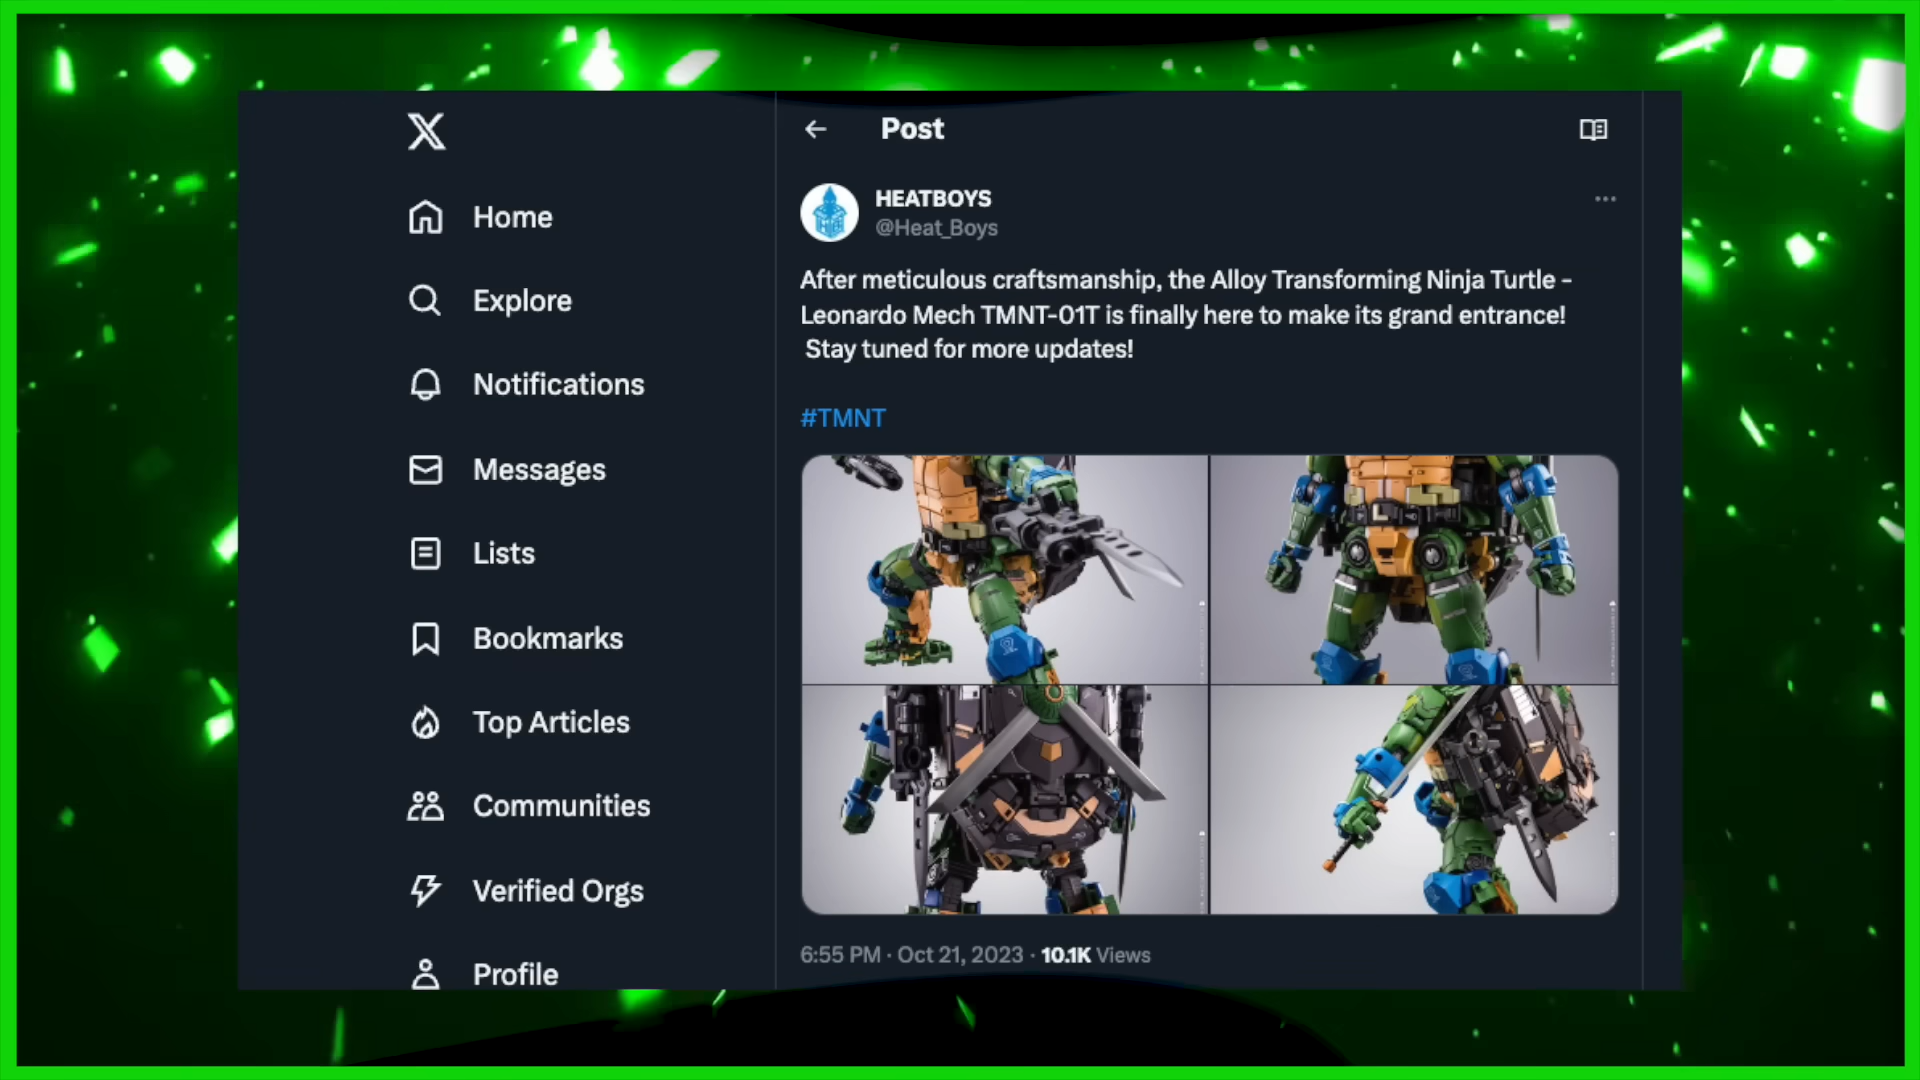 Home
Explore
Notifications
Messages
Lists
Bookmarks
Top Articles
Communities
Verified Orgs
Profile
Post
HEATBOYS
@Heat_Boys
After meticulous craftsmanship, the Alloy Transforming Ninja Turtle -
Leonardo Mech TMNT-01T is finally here to make its grand entrance!
Stay tuned for more updates!
#TMNT
6:55 PM · Oct 21, 2023 · 10.1K Views